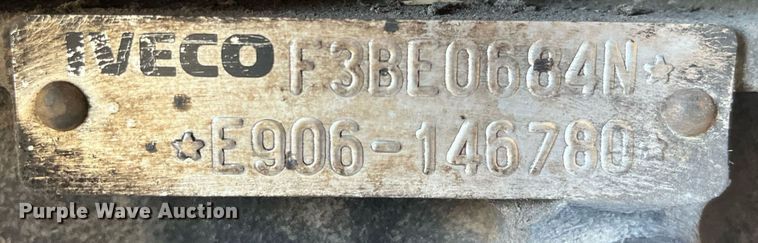 IVECO F3BE0684N*
*E906-146780*
Purple Wave Auction